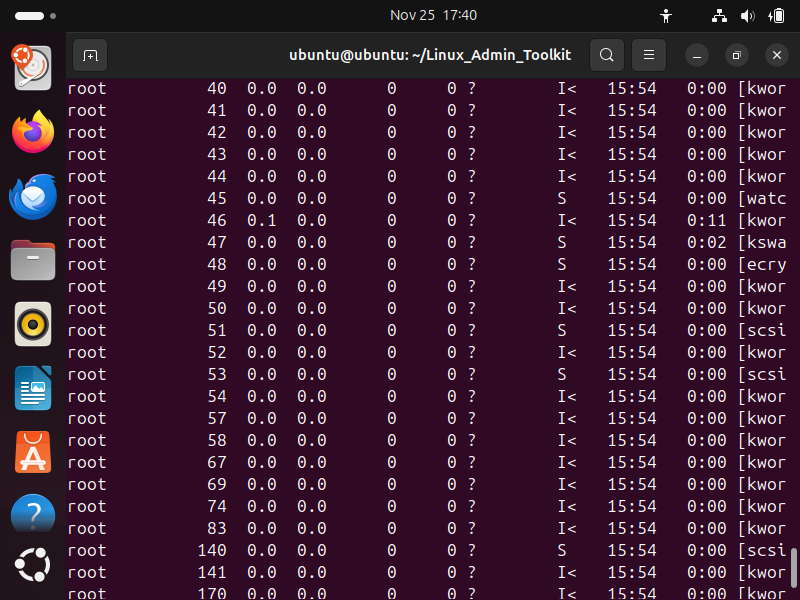 Nov 25 17:40
ubuntu@ubuntu: ~/Linux_Admin_Toolkit
root 40 0.0 0.0 0 0 ? I< 15:54 0:00 [kwor
root 41 0.0 0.0 0 0 ? I< 15:54 0:00 [kwor
root 42 0.0 0.0 0 0 ? I< 15:54 0:00 [kwor
root 43 0.0 0.0 0 0 ? I< 15:54 0:00 [kwor
root 44 0.0 0.0 0 0 ? I< 15:54 0:00 [kwor
root 45 0.0 0.0 0 0 ? S 15:54 0:00 [watc
root 46 0.1 0.0 0 0 ? I< 15:54 0:11 [kwor
root 47 0.0 0.0 0 0 ? S 15:54 0:02 [kswa
root 48 0.0 0.0 0 0 ? S 15:54 0:00 [ecry
root 49 0.0 0.0 0 0 ? I< 15:54 0:00 [kwor
root 50 0.0 0.0 0 0 ? I< 15:54 0:00 [kwor
root 51 0.0 0.0 0 0 ? S 15:54 0:00 [scsi
root 52 0.0 0.0 0 0 ? I< 15:54 0:00 [kwor
root 53 0.0 0.0 0 0 ? S 15:54 0:00 [scsi
root 54 0.0 0.0 0 0 ? I< 15:54 0:00 [kwor
root 57 0.0 0.0 0 0 ? I< 15:54 0:00 [kwor
root 58 0.0 0.0 0 0 ? I< 15:54 0:00 [kwor
root 67 0.0 0.0 0 0 ? I< 15:54 0:00 [kwor
root 69 0.0 0.0 0 0 ? I< 15:54 0:00 [kwor
root 74 0.0 0.0 0 0 ? I< 15:54 0:00 [kwor
root 83 0.0 0.0 0 0 ? I< 15:54 0:00 [kwor
root 140 0.0 0.0 0 0 ? S 15:54 0:00 [scsi
root 141 0.0 0.0 0 0 ? I< 15:54 0:00 [kwor
root 170 0.0 0.0 0 0 ? I< 15:54 0:00 [kwor